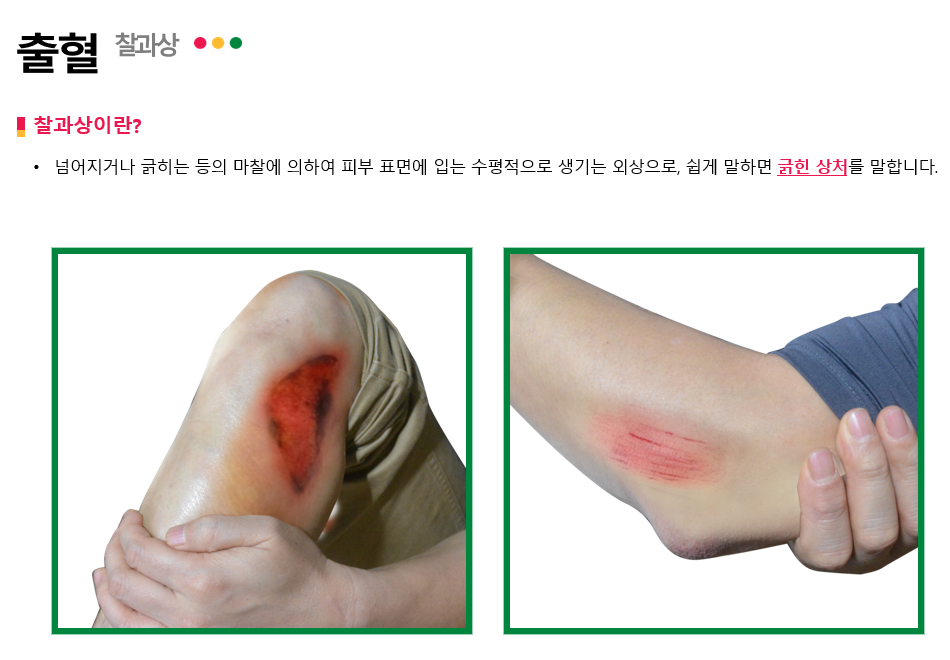 출혈 찰과상
찰과상이란?
• 넘어지거나 긁히는 등의 마찰에 의하여 피부 표면에 입는 수평적으로 생기는 외상으로, 쉽게 말하면 긁힌 상처를 말합니다.